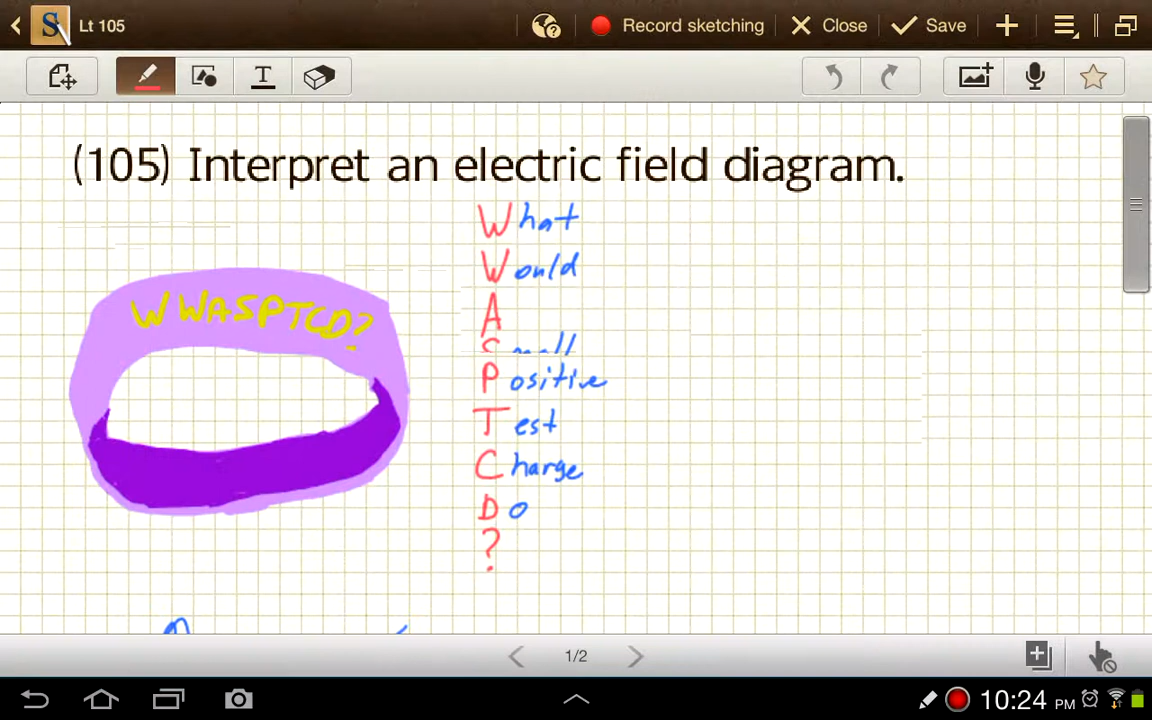 Lt 105
Record sketching
Close
Save
(105) Interpret an electric field diagram.
WWASPTCD?
What
Would
A
Small
Positive
Test
Charge
Do
?
1/2
10:24 PM